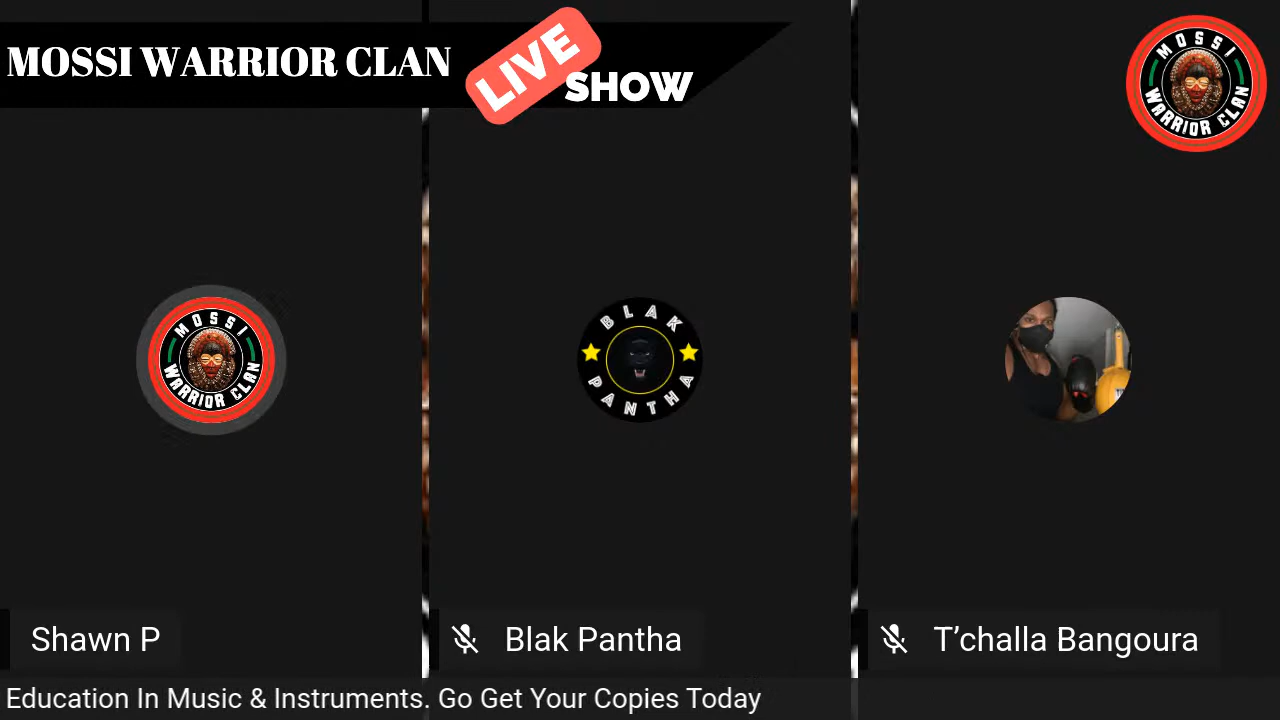 MOSSI WARRIOR CLAN
LIVE
SHOW
MOSSI
WARRIOR CLAN
MOSSI
WARRIOR CLAN
BLAK
PANTHA
Shawn P
Blak Pantha
T’challa Bangoura
Education In Music & Instruments. Go Get Your Copies Today